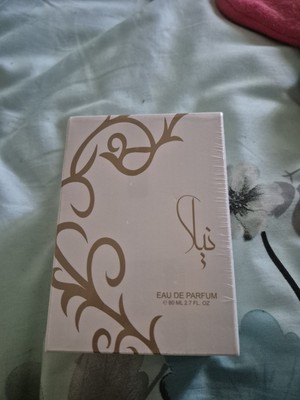 نيلا
EAU DE PARFUM
℮ 80 ML 2.7 FL. OZ